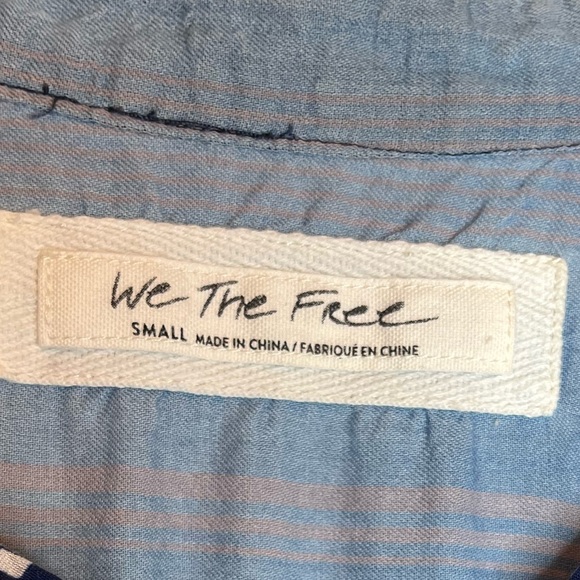 We The Free
SMALL MADE IN CHINA / FABRIQUÉ EN CHINE